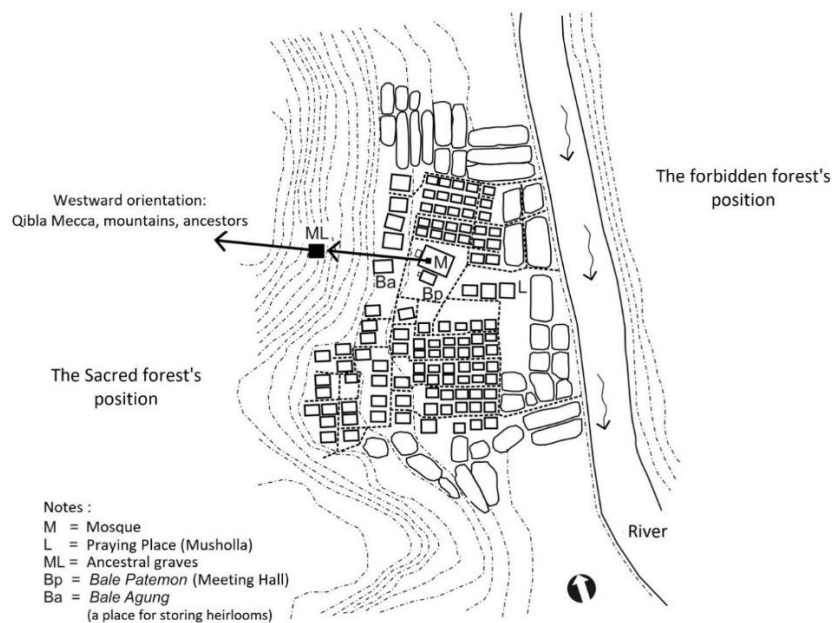 The forbidden forest's
position
Westward orientation:
Qibla Mecca, mountains, ancestors
ML
M
Ba
Bp
L
The Sacred forest's
position
Notes :
M = Mosque
L = Praying Place (Musholla)
ML = Ancestral graves
Bp = Bale Patemon (Meeting Hall)
Ba = Bale Agung
(a place for storing heirlooms)
River